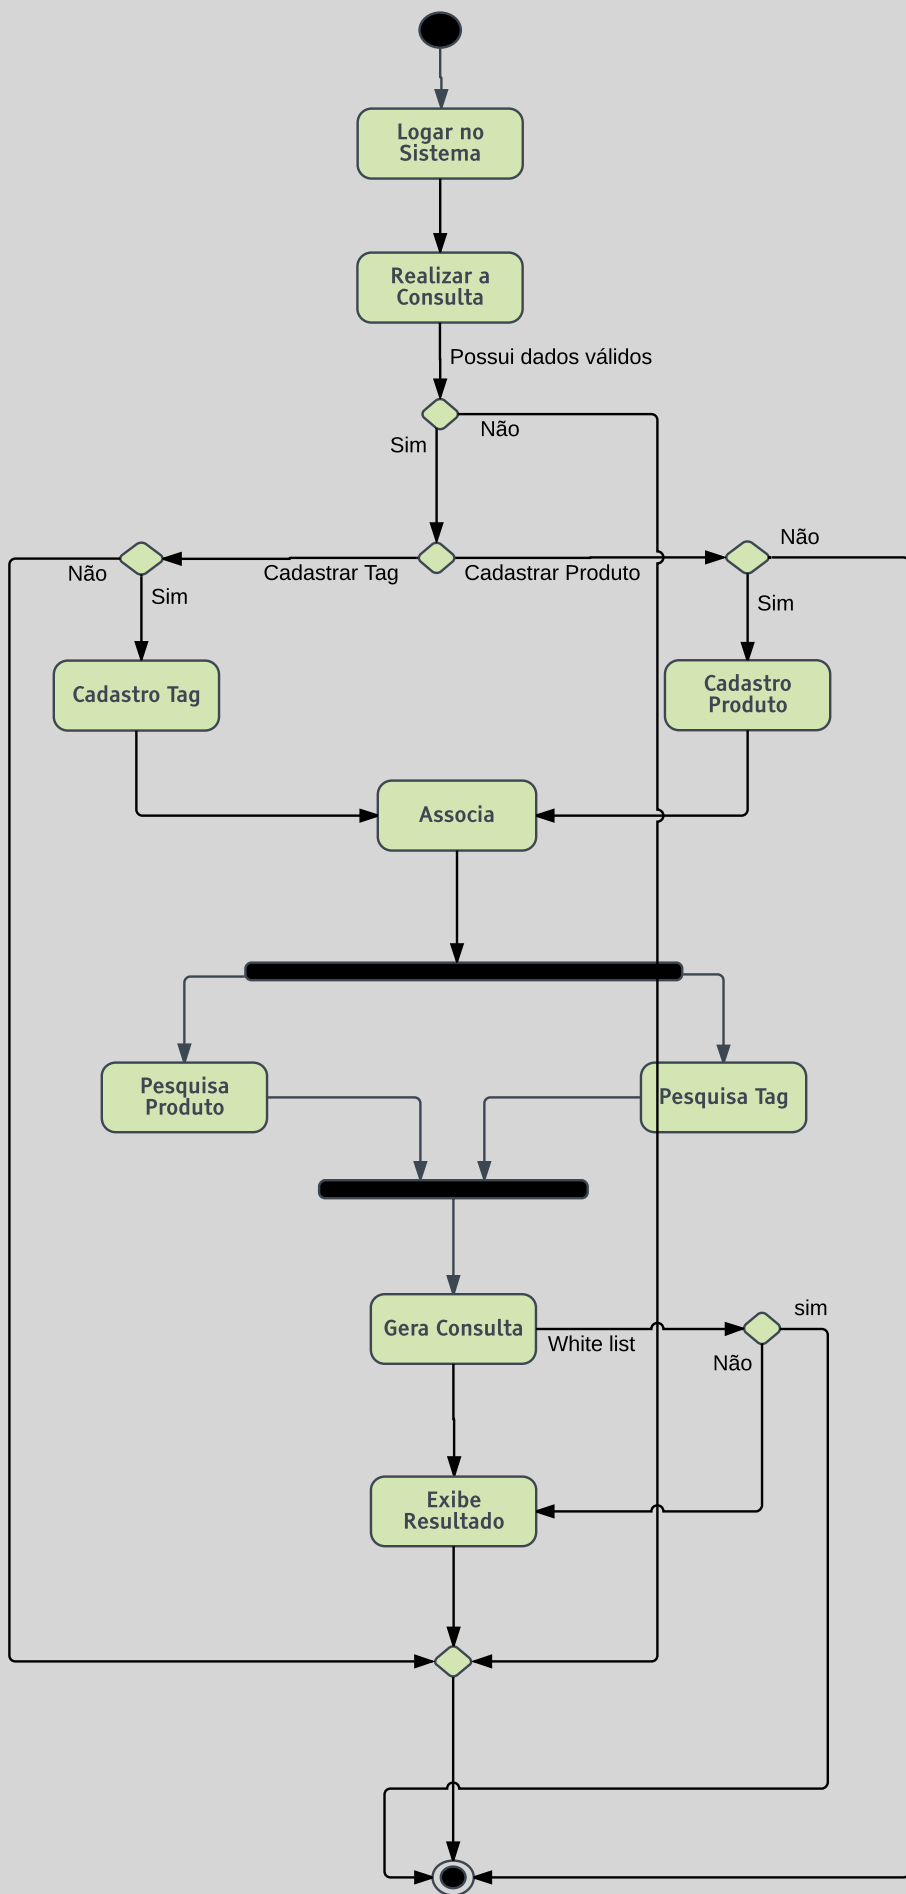 Logar no
Sistema
Realizar a
Consulta
Possui dados válidos
Não
Sim
Não
Não
Cadastrar Tag
Cadastrar Produto
Sim
Sim
Cadastro Tag
Cadastro
Produto
Associa
Pesquisa
Produto
Pesquisa Tag
sim
Gera Consulta
White list
Não
Exibe
Resultado